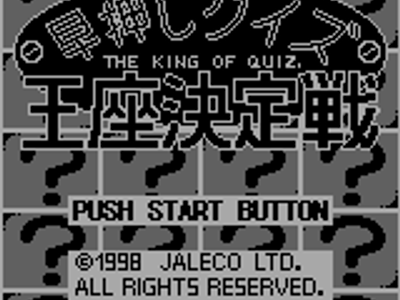 早押しクイズ
THE KING OF QUIZ.
王座決定戦
PUSH START BUTTON
©1998 JALECO LTD.
ALL RIGHTS RESERVED.